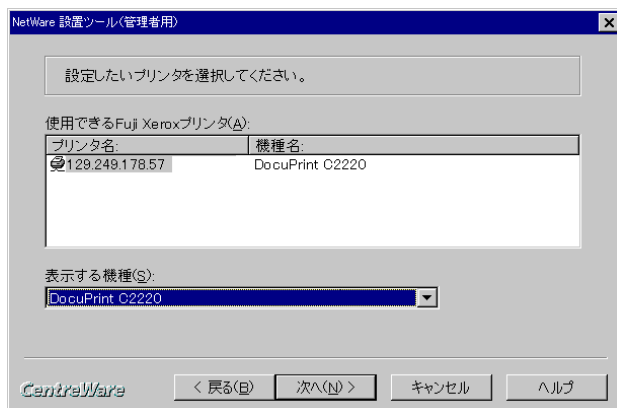 NetWare 設置ツール(管理者用)
設定したいプリンタを選択してください。
使用できるFuji Xeroxプリンタ(A):
プリンタ名: 機種名:
129.249.178.57 DocuPrint C2220
表示する機種(S):
DocuPrint C2220
CentreWare < 戻る(B) 次へ(N) > キャンセル ヘルプ